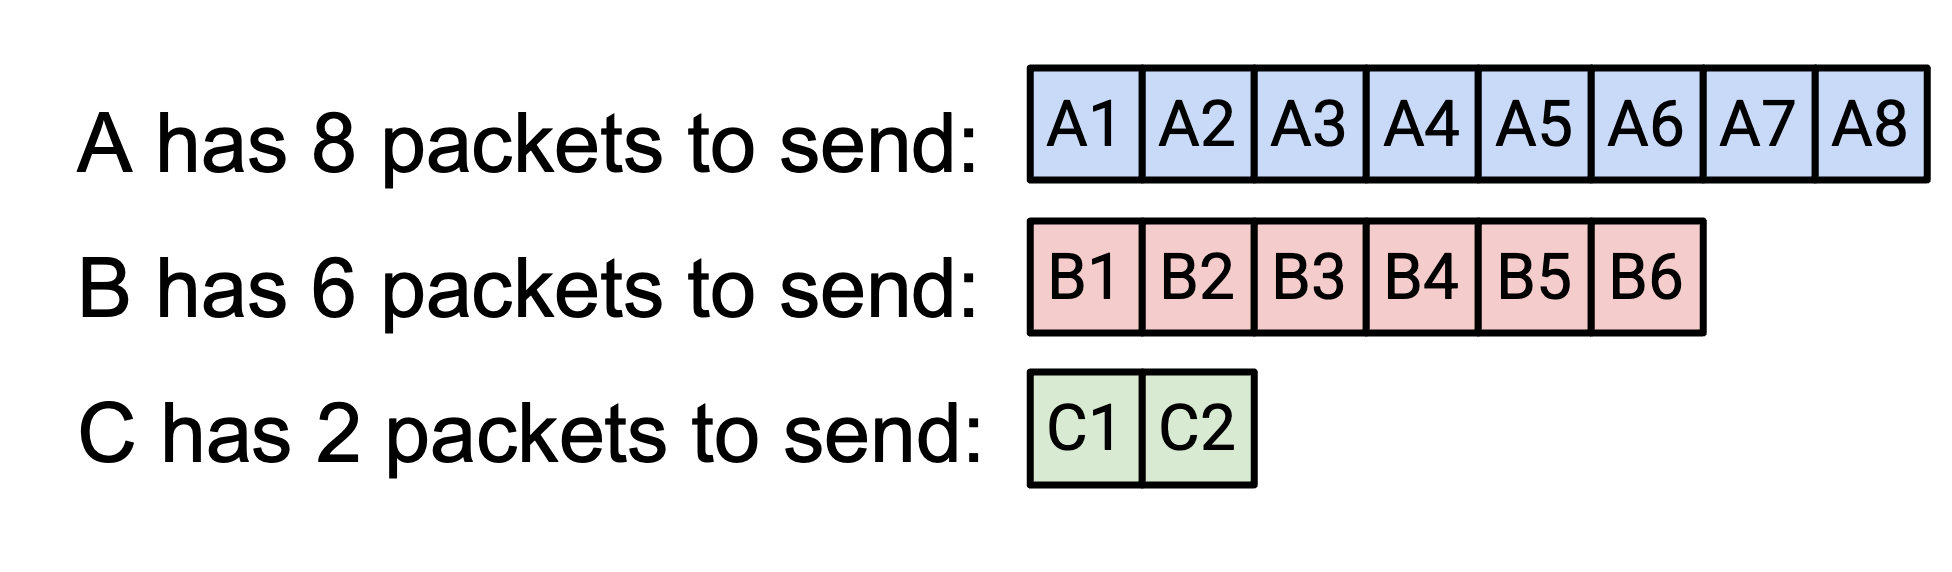 A has 8 packets to send: A1 A2 A3 A4 A5 A6 A7 A8
B has 6 packets to send: B1 B2 B3 B4 B5 B6
C has 2 packets to send: C1 C2